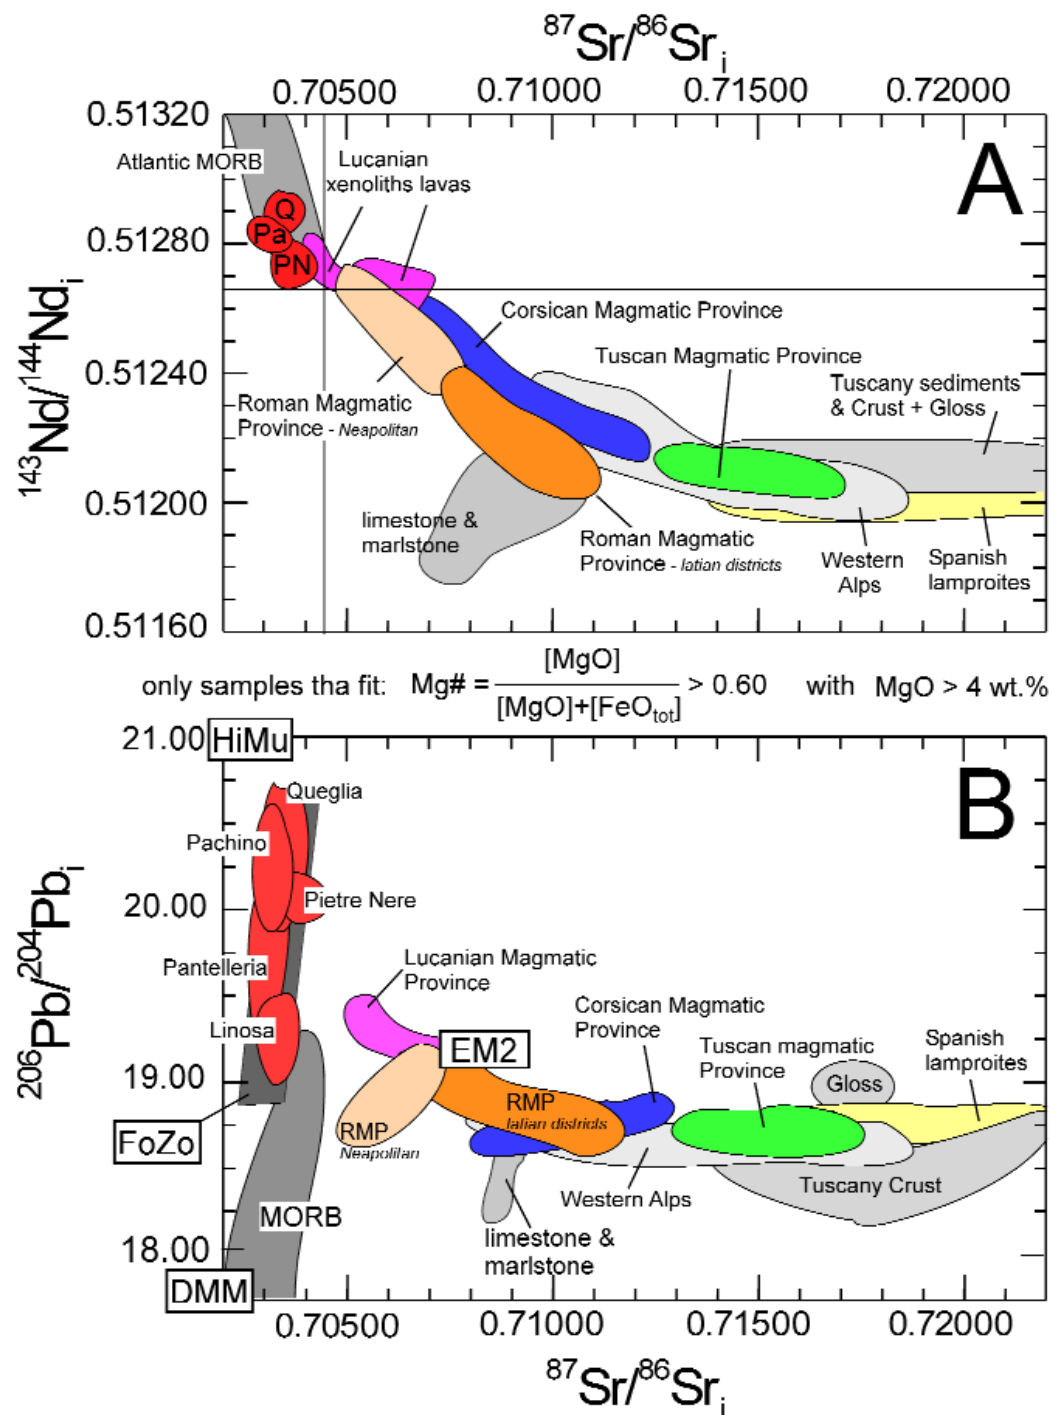 87Sr/86Sri
0.70500 0.71000 0.71500 0.72000
0.51320
0.51280
0.51240
0.51200
0.51160
143Nd/144Ndi
A
Atlantic MORB
Lucanian
xenoliths lavas
Q
Pa
PN
Corsican Magmatic Province
Tuscan Magmatic Province
Tuscany sediments
& Crust + Gloss
Roman Magmatic
Province - Neapolitan
limestone &
marlstone
Roman Magmatic
Province - latian districts
Western
Alps
Spanish
lamproites
only samples tha fit: Mg# = [MgO] / [MgO]+[FeOtot] > 0.60 with MgO > 4 wt.%
21.00
20.00
19.00
18.00
206Pb/204Pbi
HiMu
B
Queglia
Pachino
Pietre Nere
Pantelleria
Linosa
Lucanian Magmatic
Province
EM2
Corsican Magmatic
Province
Tuscan magmatic
Province
Spanish
lamproites
Gloss
RMP
latian districts
RMP
Neapolitan
FoZo
MORB
Western Alps
Tuscany Crust
limestone &
marlstone
DMM
0.70500 0.71000 0.71500 0.72000
87Sr/86Sri